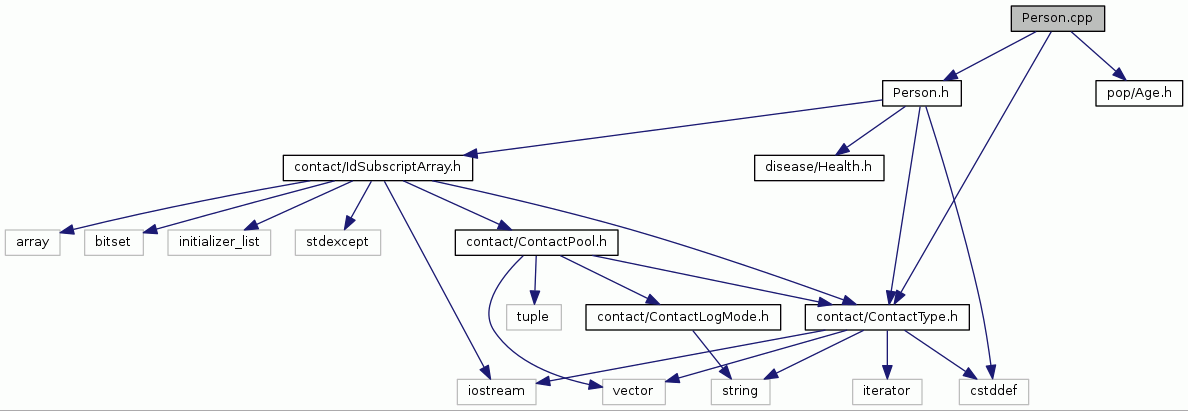 Person.cpp
Person.h
pop/Age.h
contact/IdSubscriptArray.h
disease/Health.h
array
bitset
initializer_list
stdexcept
contact/ContactPool.h
tuple
contact/ContactLogMode.h
contact/ContactType.h
iostream
vector
string
iterator
cstddef